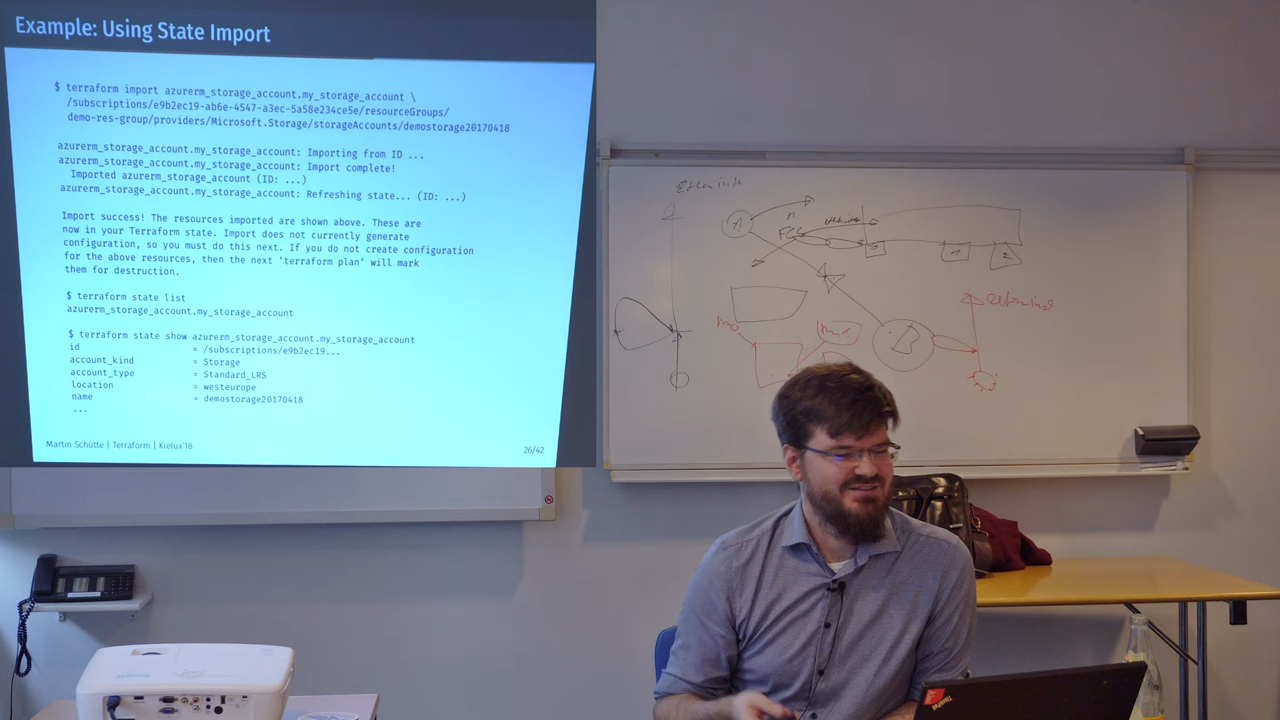 Example: Using State Import
$ terraform import azurerm_storage_account.my_storage_account \
/subscriptions/e9b2ec19-ab6e-4547-a3ec-5a58e234ce5e/resourceGroups/
demo-res-group/providers/Microsoft.Storage/storageAccounts/demostorage20170418
azurerm_storage_account.my_storage_account: Importing from ID ...
azurerm_storage_account.my_storage_account: Import complete!
Imported azurerm_storage_account (ID: ...)
azurerm_storage_account.my_storage_account: Refreshing state... (ID: ...)
Import success! The resources imported are shown above. These are
now in your Terraform state. Import does not currently generate
configuration, so you must do this next. If you do not create configuration
for the above resources, then the next ‘terraform plan’ will mark
them for destruction.
$ terraform state list
azurerm_storage_account.my_storage_account
$ terraform state show azurerm_storage_account.my_storage_account
id = /subscriptions/e9b2ec19...
account_kind = Storage
account_type = Standard_LRS
location = westeurope
name = demostorage20170418
...
Martin Schütte | Terraform | Kielux'18
26/42
A
B
ThinkPad